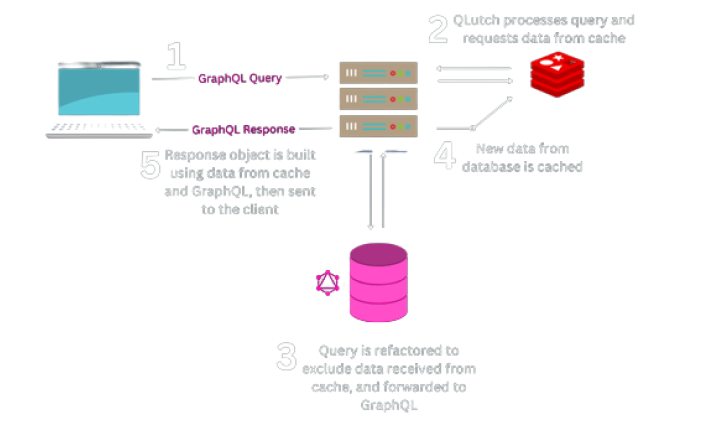 1
GraphQL Query
2
QLutch processes query and
requests data from cache
GraphQL Response
5
Response object is built
using data from cache
and GraphQL, then sent
to the client
4
New data from
database is cached
3
Query is refactored to
exclude data received from
cache, and forwarded to
GraphQL